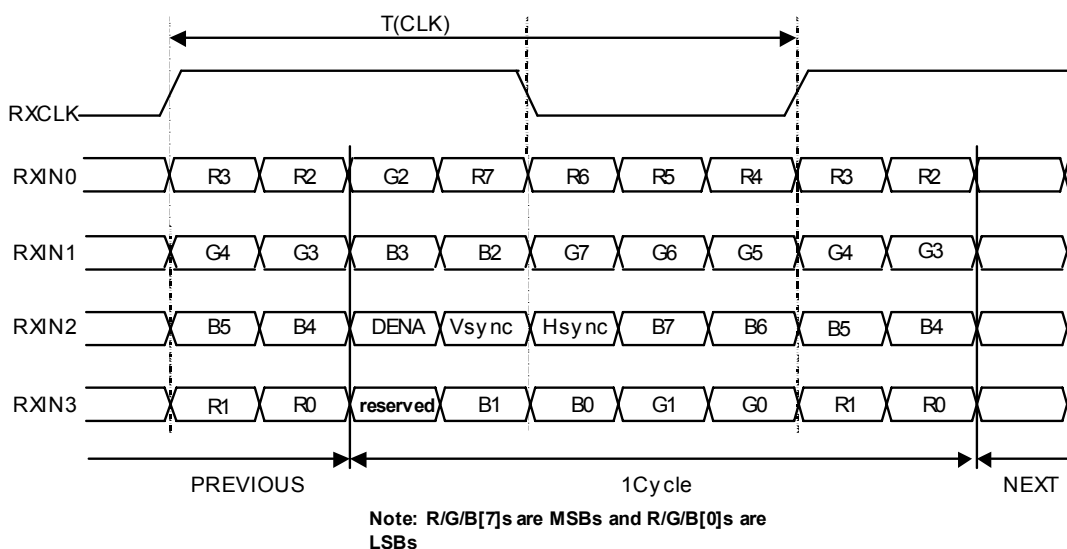 T(CLK)
RXCLK
RXIN0 R3 R2 G2 R7 R6 R5 R4 R3 R2
RXIN1 G4 G3 B3 B2 G7 G6 G5 G4 G3
RXIN2 B5 B4 DENA Vsync Hsync B7 B6 B5 B4
RXIN3 R1 R0 reserved B1 B0 G1 G0 R1 R0
PREVIOUS 1Cycle NEXT
Note: R/G/B[7]s are MSBs and R/G/B[0]s are
LSBs